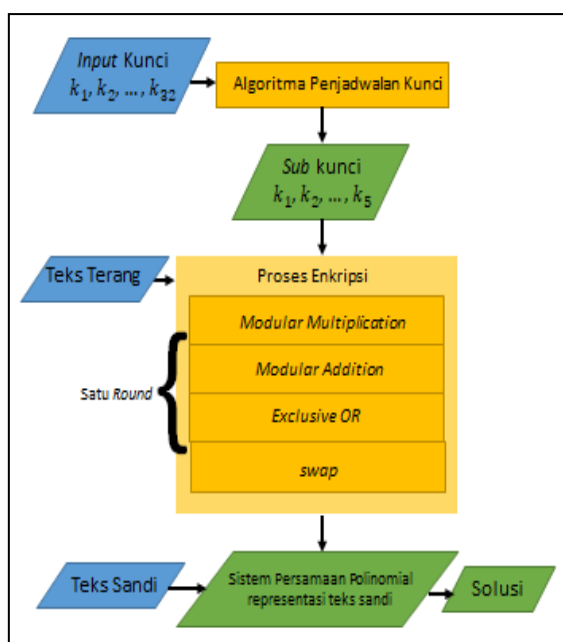 Input Kunci
k₁, k₂, ..., k₃₂
Algoritma Penjadwalan Kunci
Sub kunci
k₁, k₂, ..., k₅
Teks Terang
Proses Enkripsi
Modular Multiplication
Modular Addition
Satu Round
Exclusive OR
swap
Teks Sandi
Sistem Persamaan Polinomial
representasi teks sandi
Solusi